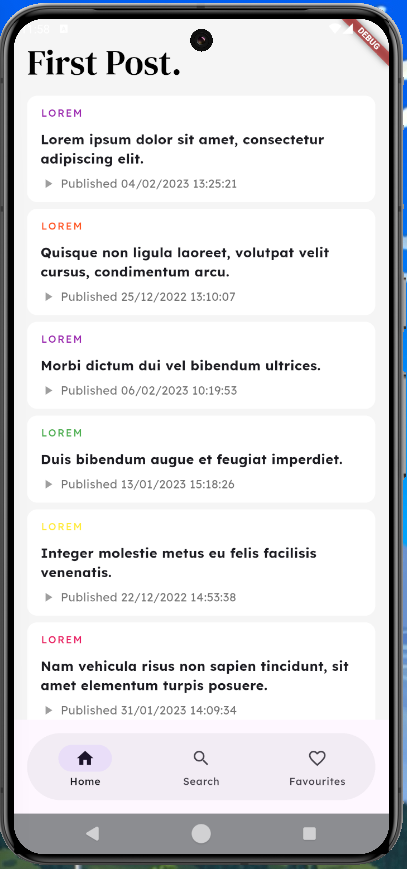 DEBUG
First Post.
LOREM
Lorem ipsum dolor sit amet, consectetur
adipiscing elit.
Published 04/02/2023 13:25:21
LOREM
Quisque non ligula laoreet, volutpat velit
cursus, condimentum arcu.
Published 25/12/2022 13:10:07
LOREM
Morbi dictum dui vel bibendum ultrices.
Published 06/02/2023 10:19:53
LOREM
Duis bibendum augue et feugiat imperdiet.
Published 13/01/2023 15:18:26
LOREM
Integer molestie metus eu felis facilisis
venenatis.
Published 22/12/2022 14:53:38
LOREM
Nam vehicula risus non sapien tincidunt, sit
amet elementum turpis posuere.
Published 31/01/2023 14:09:34
Home
Search
Favourites